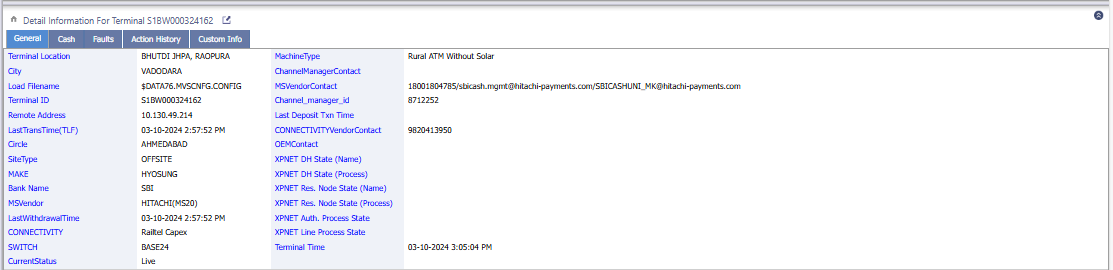 Detail Information For Terminal S1BW000324162
General Cash Faults Action History Custom Info
Terminal Location BHUTDI JHPA, RAOPURA MachineType Rural ATM Without Solar
City VADODARA ChannelManagerContact
Load Filename $DATA76.MVSCNFG.CONFIG MSVendorContact 18001804785/sbicash.mgmt@hitachi-payments.com/SBICASHUNI_MK@hitachi-payments.com
Terminal ID S1BW000324162 Channel_manager_id 8712252
Remote Address 10.130.49.214 Last Deposit Txn Time
LastTransTime(TLF) 03-10-2024 2:57:52 PM CONNECTIVITYVendorContact 9820413950
Circle AHMEDABAD OEMContact
SiteType OFFSITE XPNET DH State (Name)
MAKE HYOSUNG XPNET DH State (Process)
Bank Name SBI XPNET Res. Node State (Name)
MSVendor HITACHI(MS20) XPNET Res. Node State (Process)
LastWithdrawalTime 03-10-2024 2:57:52 PM XPNET Auth. Process State
CONNECTIVITY Railtel Capex XPNET Line Process State
SWITCH BASE24 Terminal Time 03-10-2024 3:05:04 PM
CurrentStatus Live